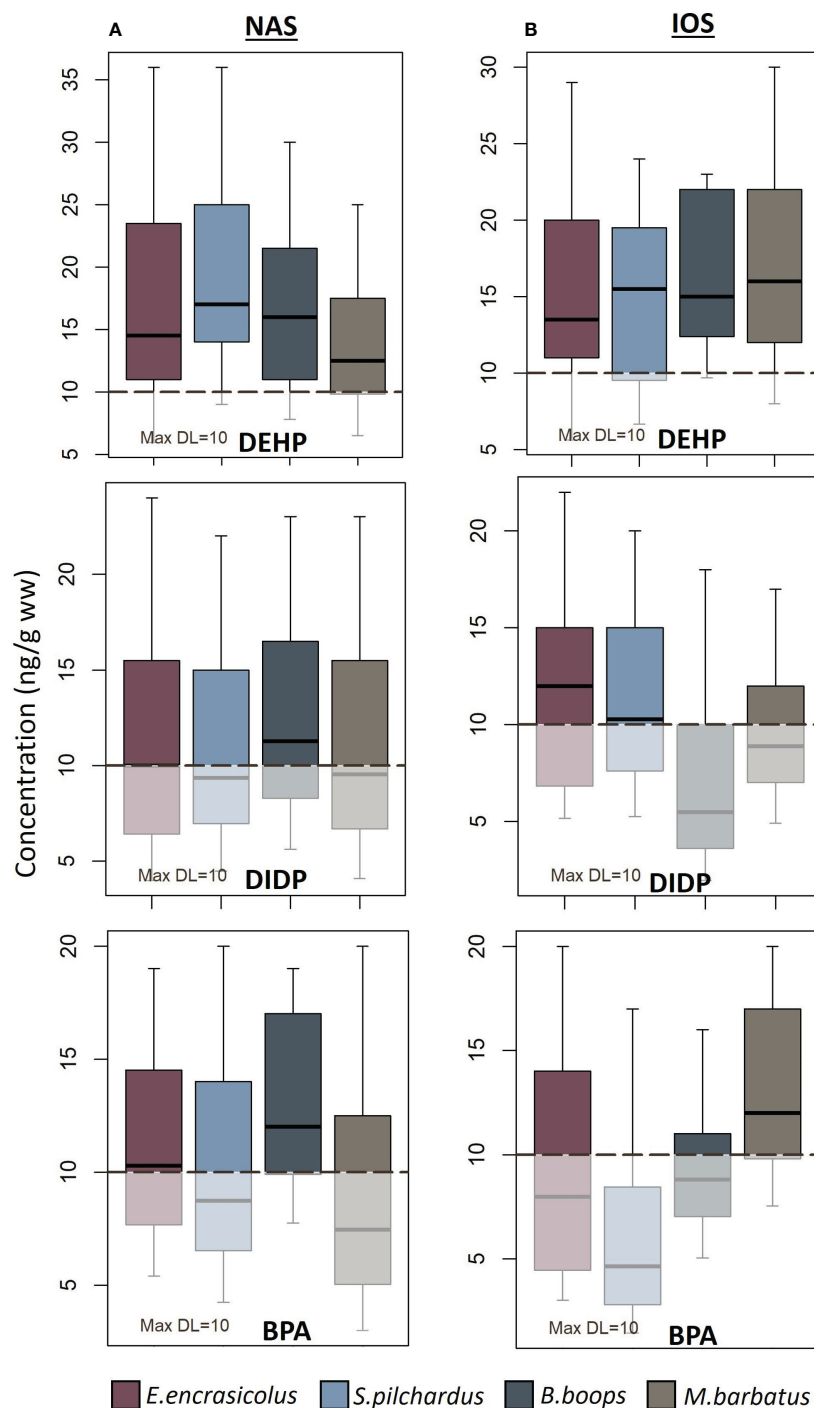 A NAS
B IOS
Concentration (ng/g ww)
35
30
25
20
15
10
5
Max DL=10
DEHP
30
25
20
15
10
5
Max DL=10
DEHP
20
15
10
5
Max DL=10
DIDP
20
15
10
5
Max DL=10
DIDP
20
15
10
5
Max DL=10
BPA
20
15
10
5
Max DL=10
BPA
E.encrasicolus S.pilchardus B.boops M.barbatus